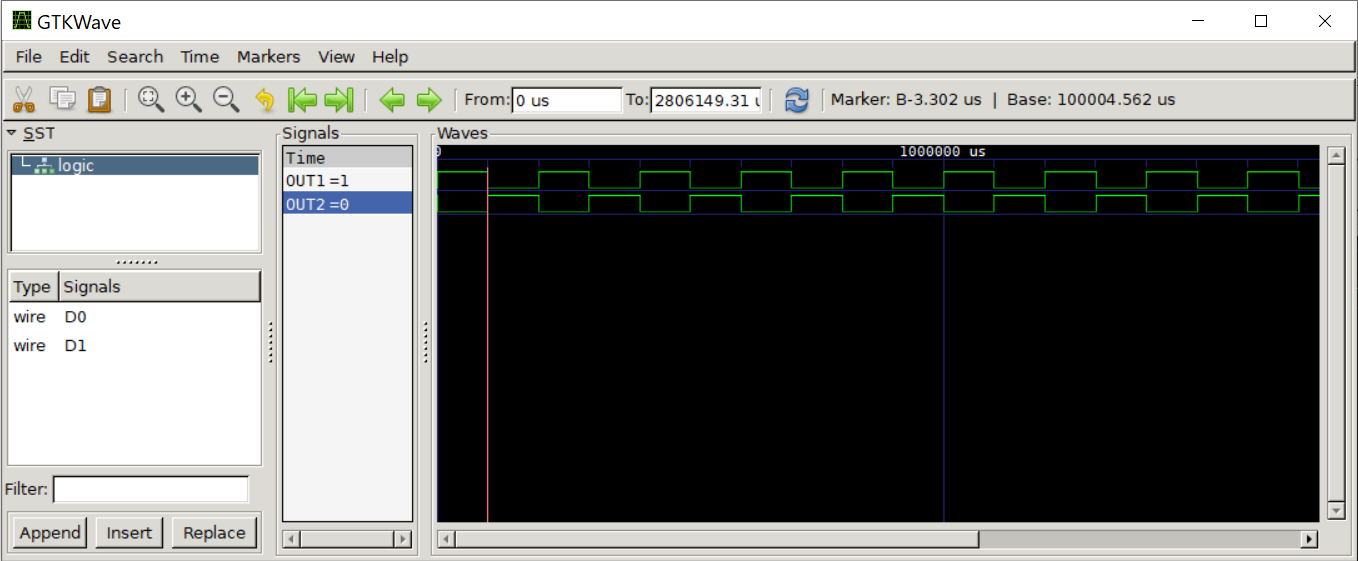 GTKWave
File Edit Search Time Markers View Help
From: 0 us To: 2806149.31 u Marker: B-3.302 us | Base: 100004.562 us
SST
logic
Type Signals
wire D0
wire D1
Filter:
Append Insert Replace
Signals
Time
OUT1 =1
OUT2 =0
Waves
0 1000000 us